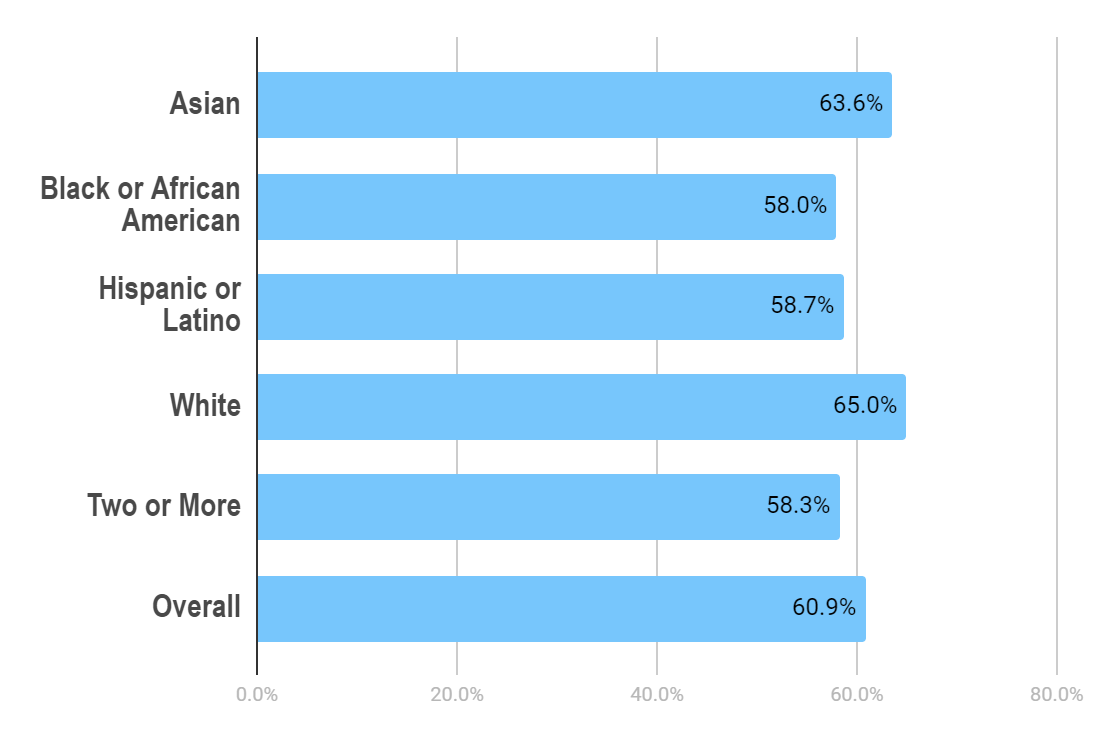 Asian
63.6%
Black or African
American
58.0%
Hispanic or
Latino
58.7%
White
65.0%
Two or More
58.3%
Overall
60.9%
0.0%
20.0%
40.0%
60.0%
80.0%